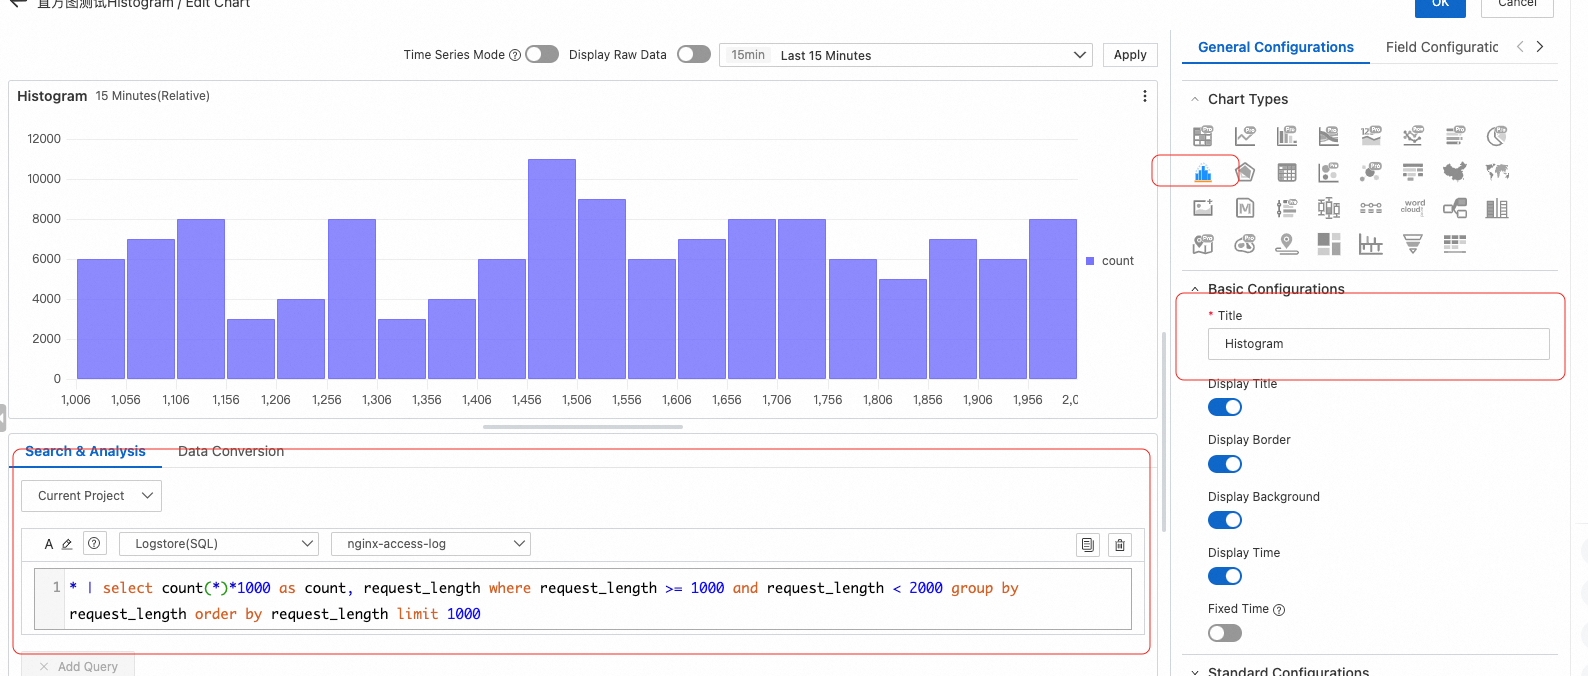 直方图测试Histogram / Edit Chart
OK
Cancel
Time Series Mode
Display Raw Data
15min Last 15 Minutes
Apply
General Configurations
Field Configuratic
Histogram 15 Minutes(Relative)
12000
10000
8000
6000
4000
2000
0
1,006 1,056 1,106 1,156 1,206 1,256 1,306 1,356 1,406 1,456 1,506 1,556 1,606 1,656 1,706 1,756 1,806 1,856 1,906 1,956 2,0
count
Search & Analysis
Data Conversion
Current Project
A
Logstore(SQL)
nginx-access-log
1 * | select count(*)*1000 as count, request_length where request_length >= 1000 and request_length < 2000 group by
request_length order by request_length limit 1000
Add Query
Chart Types
Basic Configurations
* Title
Histogram
Display Title
Display Border
Display Background
Display Time
Fixed Time
Standard Configurations